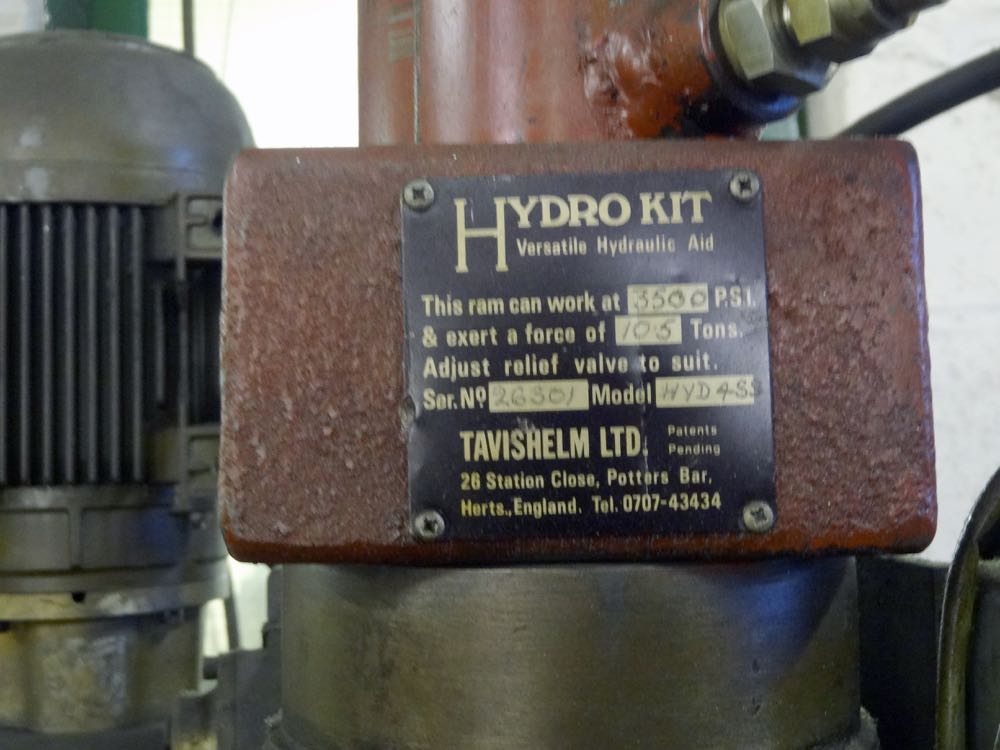 HYDRO KIT
Versatile Hydraulic Aid
This ram can work at 3500 P.S.I.
& exert a force of 10.5 Tons.
Adjust relief valve to suit.
Ser. Nº 26301 Model HYD4SS
TAVISHELM LTD. Patents Pending
26 Station Close, Potters Bar,
Herts., England. Tel. 0707-43434